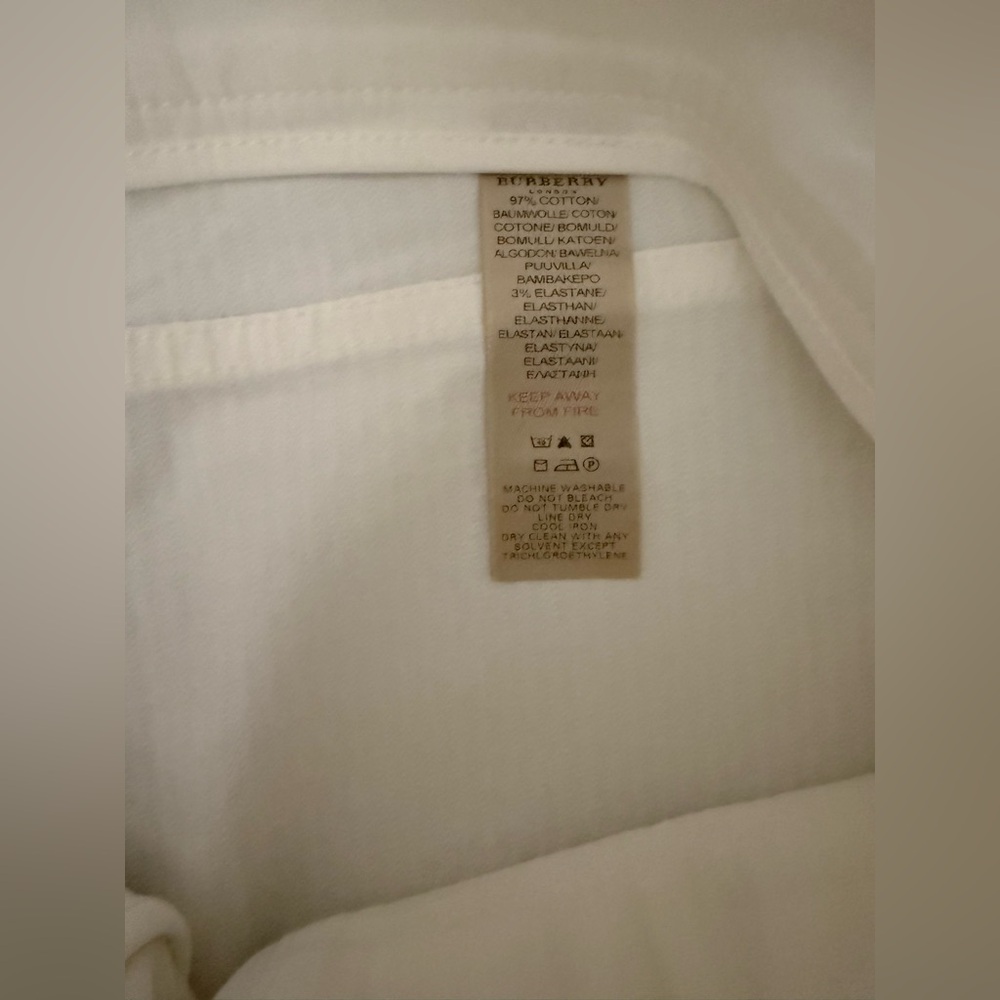 BURBERRY
LONDON
97% COTTON/
BAUMWOLLE/ COTON/
COTONE/ BOMULD/
BOMULL/ KATOEN/
ALGODON/ BAWELNA/
PUUVILLA/
BAMBAKEPO
3% ELASTANE/
ELASTHAN/
ELASTHANNE/
ELASTAN/ ELASTAAN/
ELASTYNA/
ELASTAANI/
ΕΛΑΣΤΑΝΗ
KEEP AWAY
FROM FIRE
P
MACHINE WASHABLE
DO NOT BLEACH
DO NOT TUMBLE DRY
LINE DRY
COOL IRON
DRY CLEAN WITH ANY
SOLVENT EXCEPT
TRICHLOROETHYLENE